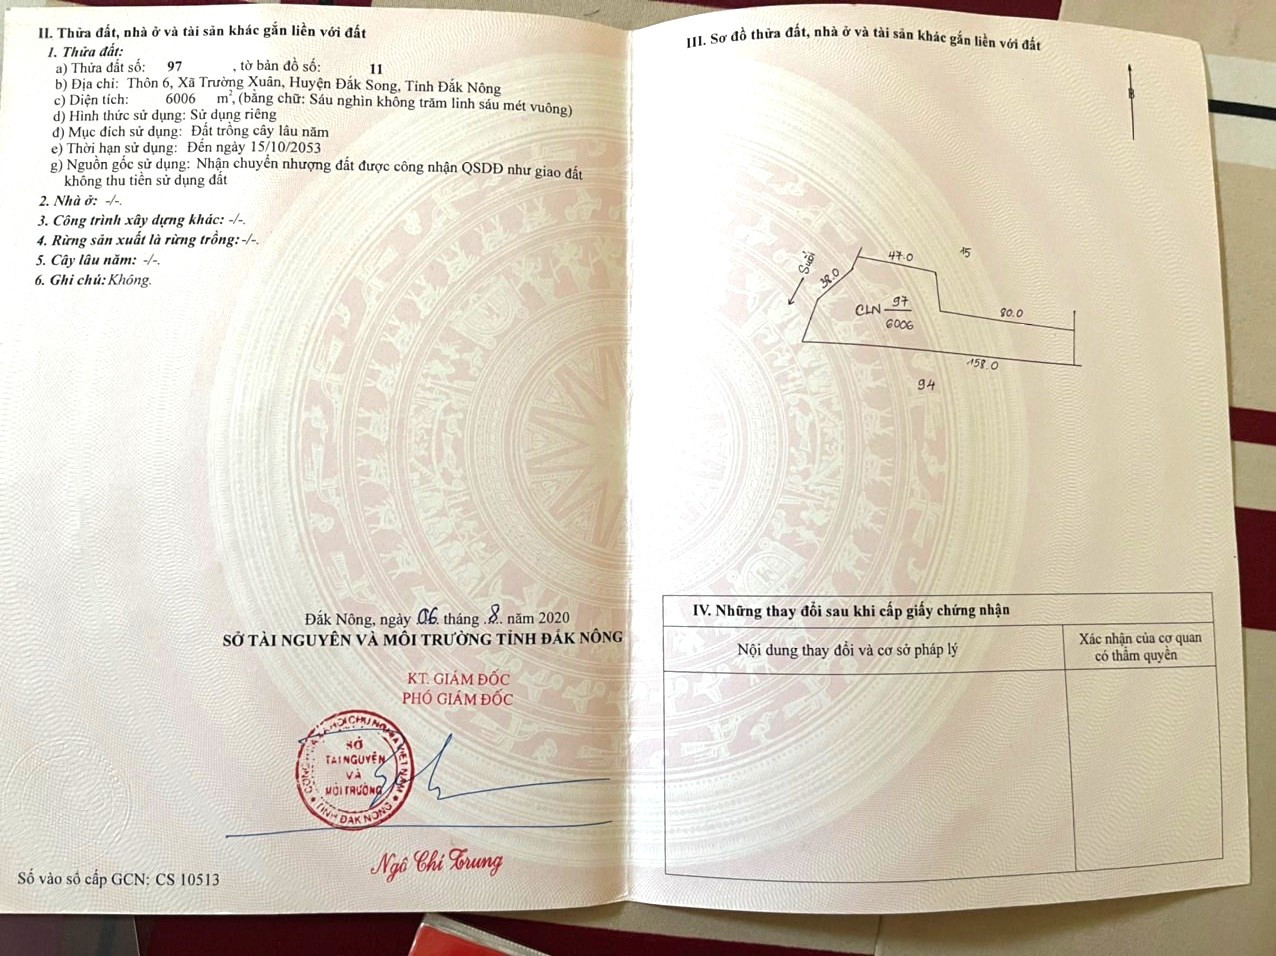 II. Thửa đất, nhà ở và tài sản khác gắn liền với đất
1. Thửa đất:
a) Thửa đất số: 97 , tờ bản đồ số: 11
b) Địa chỉ: Thôn 6, Xã Trường Xuân, Huyện Đắk Song, Tỉnh Đắk Nông
c) Diện tích: 6006 m², (bằng chữ: Sáu nghìn không trăm linh sáu mét vuông)
d) Hình thức sử dụng: Sử dụng riêng
đ) Mục đích sử dụng: Đất trồng cây lâu năm
e) Thời hạn sử dụng: Đến ngày 15/10/2053
g) Nguồn gốc sử dụng: Nhận chuyển nhượng đất được công nhận QSDĐ như giao đất
không thu tiền sử dụng đất
2. Nhà ở: -/-.
3. Công trình xây dựng khác: -/-.
4. Rừng sản xuất là rừng trồng: -/-.
5. Cây lâu năm: -/-.
6. Ghi chú: Không.
Đắk Nông, ngày 06 tháng 8 năm 2020
SỞ TÀI NGUYÊN VÀ MÔI TRƯỜNG TỈNH ĐẮK NÔNG
KT. GIÁM ĐỐC
PHÓ GIÁM ĐỐC
CỘNG HÒA XÃ HỘI CHỦ NGHĨA VIỆT NAM
SỞ
TÀI NGUYÊN
VÀ
MÔI TRƯỜNG
TỈNH ĐẮK NÔNG
Ngô Chí Trung
Số vào sổ cấp GCN: CS 10513
III. Sơ đồ thửa đất, nhà ở và tài sản khác gắn liền với đất
B
Suối
38.0
47.0
15
CLN 97
6006
80.0
158.0
94
IV. Những thay đổi sau khi cấp giấy chứng nhận
Nội dung thay đổi và cơ sở pháp lý
Xác nhận của cơ quan
có thẩm quyền